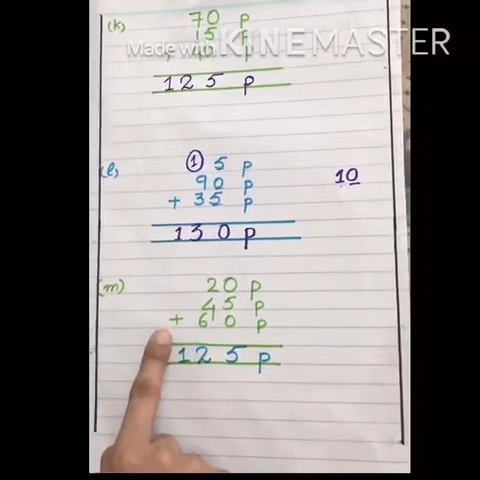 (k) 70 p
15 p
Made with KINEMASTER
125 p
(l) ① 5 p
90 p 10
+ 35 p
130 p
(m) 20 p
45 p
+ 60 p
125 p